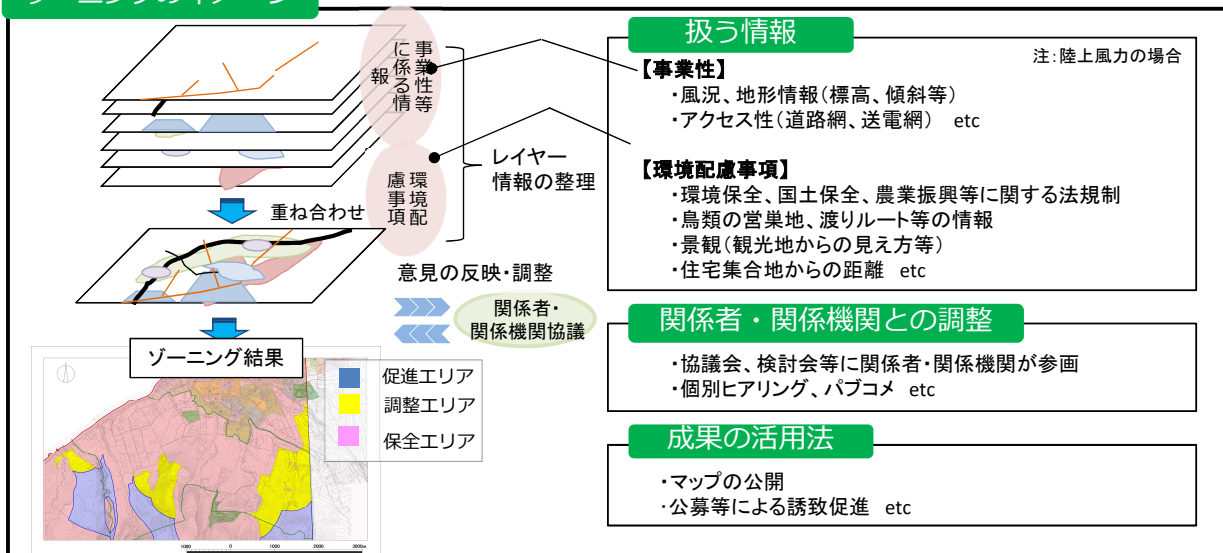 ゾーニングのイメージ
事業性等
に係る情
報
環境配
慮事項
レイヤー
情報の整理
重ね合わせ
意見の反映・調整
関係者・
関係機関協議
ゾーニング結果
促進エリア
調整エリア
保全エリア
1000 0 1000 2000 3000m
扱う情報
注:陸上風力の場合
【事業性】
・風況、地形情報(標高、傾斜等)
・アクセス性(道路網、送電網) etc
【環境配慮事項】
・環境保全、国土保全、農業振興等に関する法規制
・鳥類の営巣地、渡りルート等の情報
・景観(観光地からの見え方等)
・住宅集合地からの距離 etc
関係者・関係機関との調整
・協議会、検討会等に関係者・関係機関が参画
・個別ヒアリング、パブコメ etc
成果の活用法
・マップの公開
・公募等による誘致促進 etc